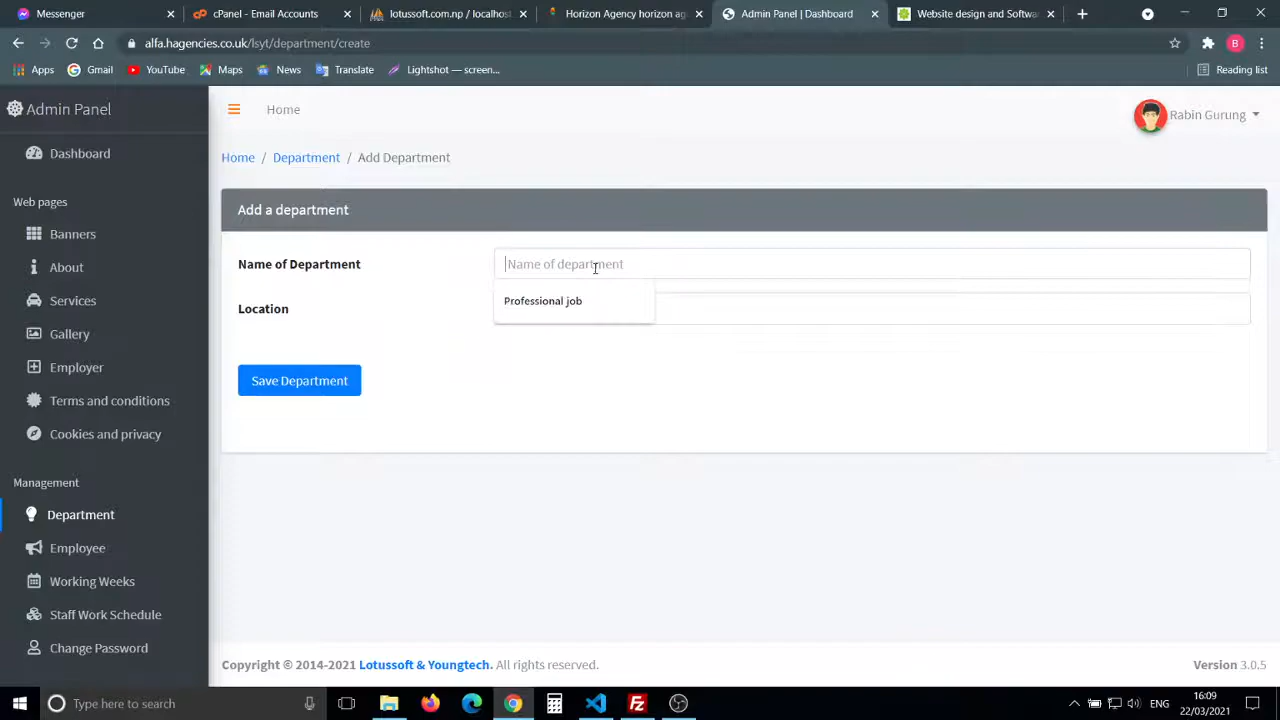 Messenger
cPanel - Email Accounts
lotussoft.com.np / localhos
Horizon Agency horizon ag
Admin Panel | Dashboard
Website design and Softwa
alfa.hagencies.co.uk/lsyt/department/create
B
Apps
Gmail
YouTube
Maps
News
Translate
Lightshot — screen...
Reading list
Admin Panel
Home
Rabin Gurung
Dashboard
Home / Department / Add Department
Web pages
Add a department
Banners
Name of Department
Name of department
About
Services
Professional job
Location
Gallery
Employer
Save Department
Terms and conditions
Cookies and privacy
Management
Department
Employee
Working Weeks
Staff Work Schedule
Change Password
Copyright © 2014-2021 Lotussoft & Youngtech. All rights reserved.
Version 3.0.5
Type here to search
ENG
16:09
22/03/2021